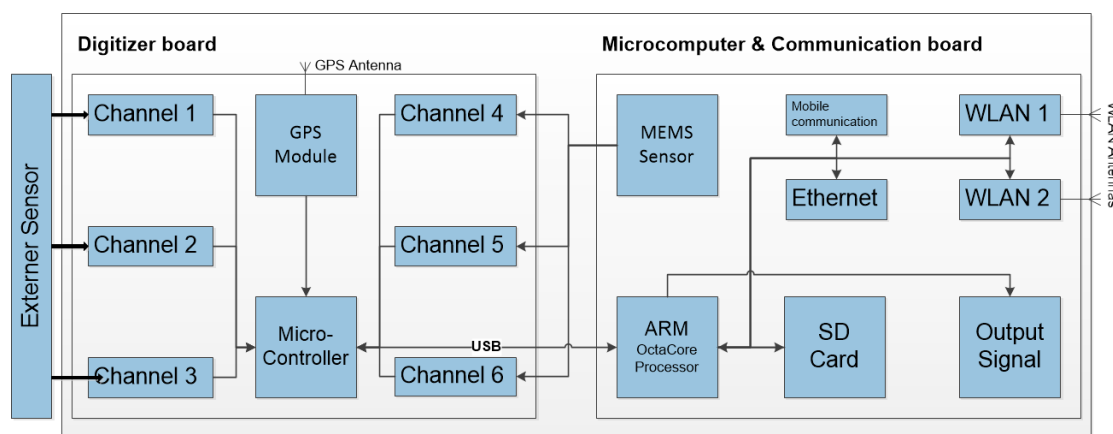 Digitizer board
Microcomputer & Communication board
GPS Antenna
Externer Sensor
Channel 1
Channel 2
Channel 3
GPS
Module
Micro-
Controller
Channel 4
Channel 5
Channel 6
USB
MEMS
Sensor
Mobile
communication
Ethernet
WLAN 1
WLAN 2
WLAN Antennas
ARM
OctaCore
Processor
SD
Card
Output
Signal